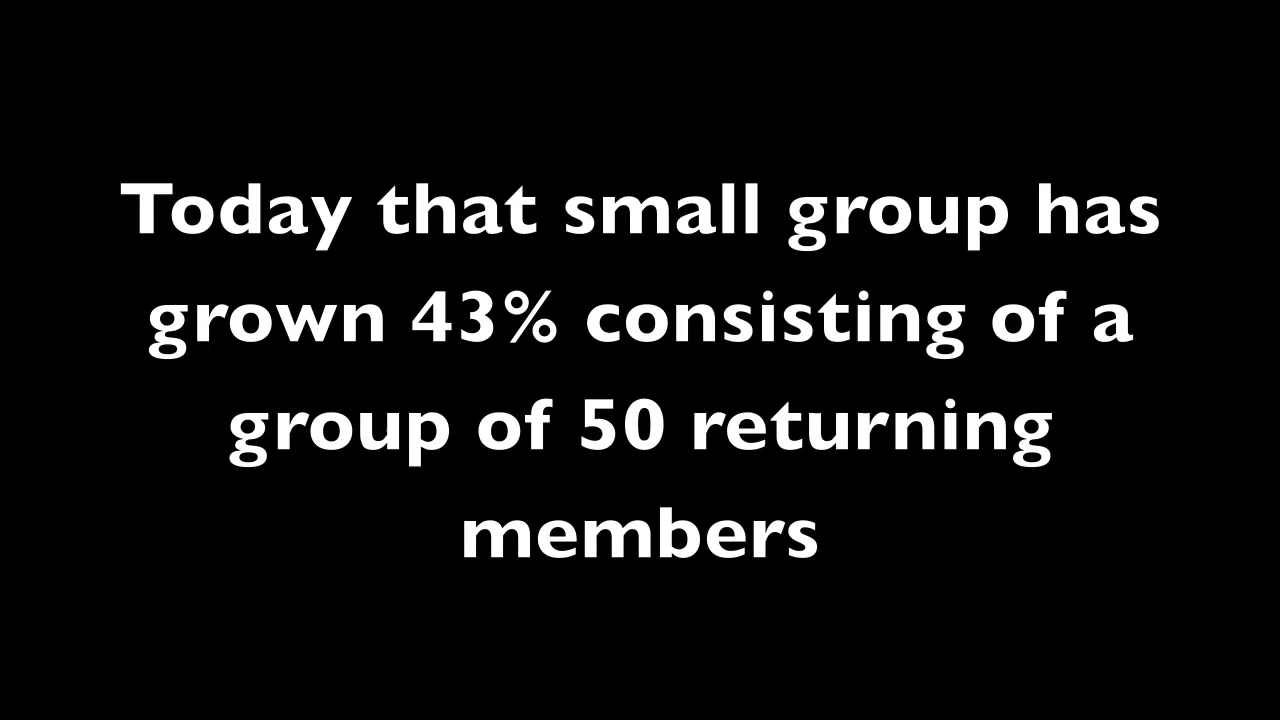 Today that small group has
grown 43% consisting of a
group of 50 returning
members